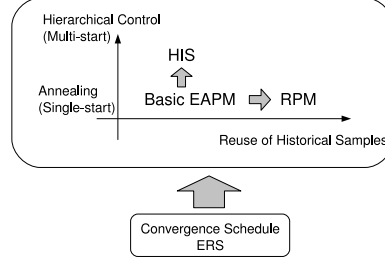 Hierarchical Control
(Multi-start)
HIS
Annealing
(Single-start)
Basic EAPM
RPM
Reuse of Historical Samples
Convergence Schedule
ERS